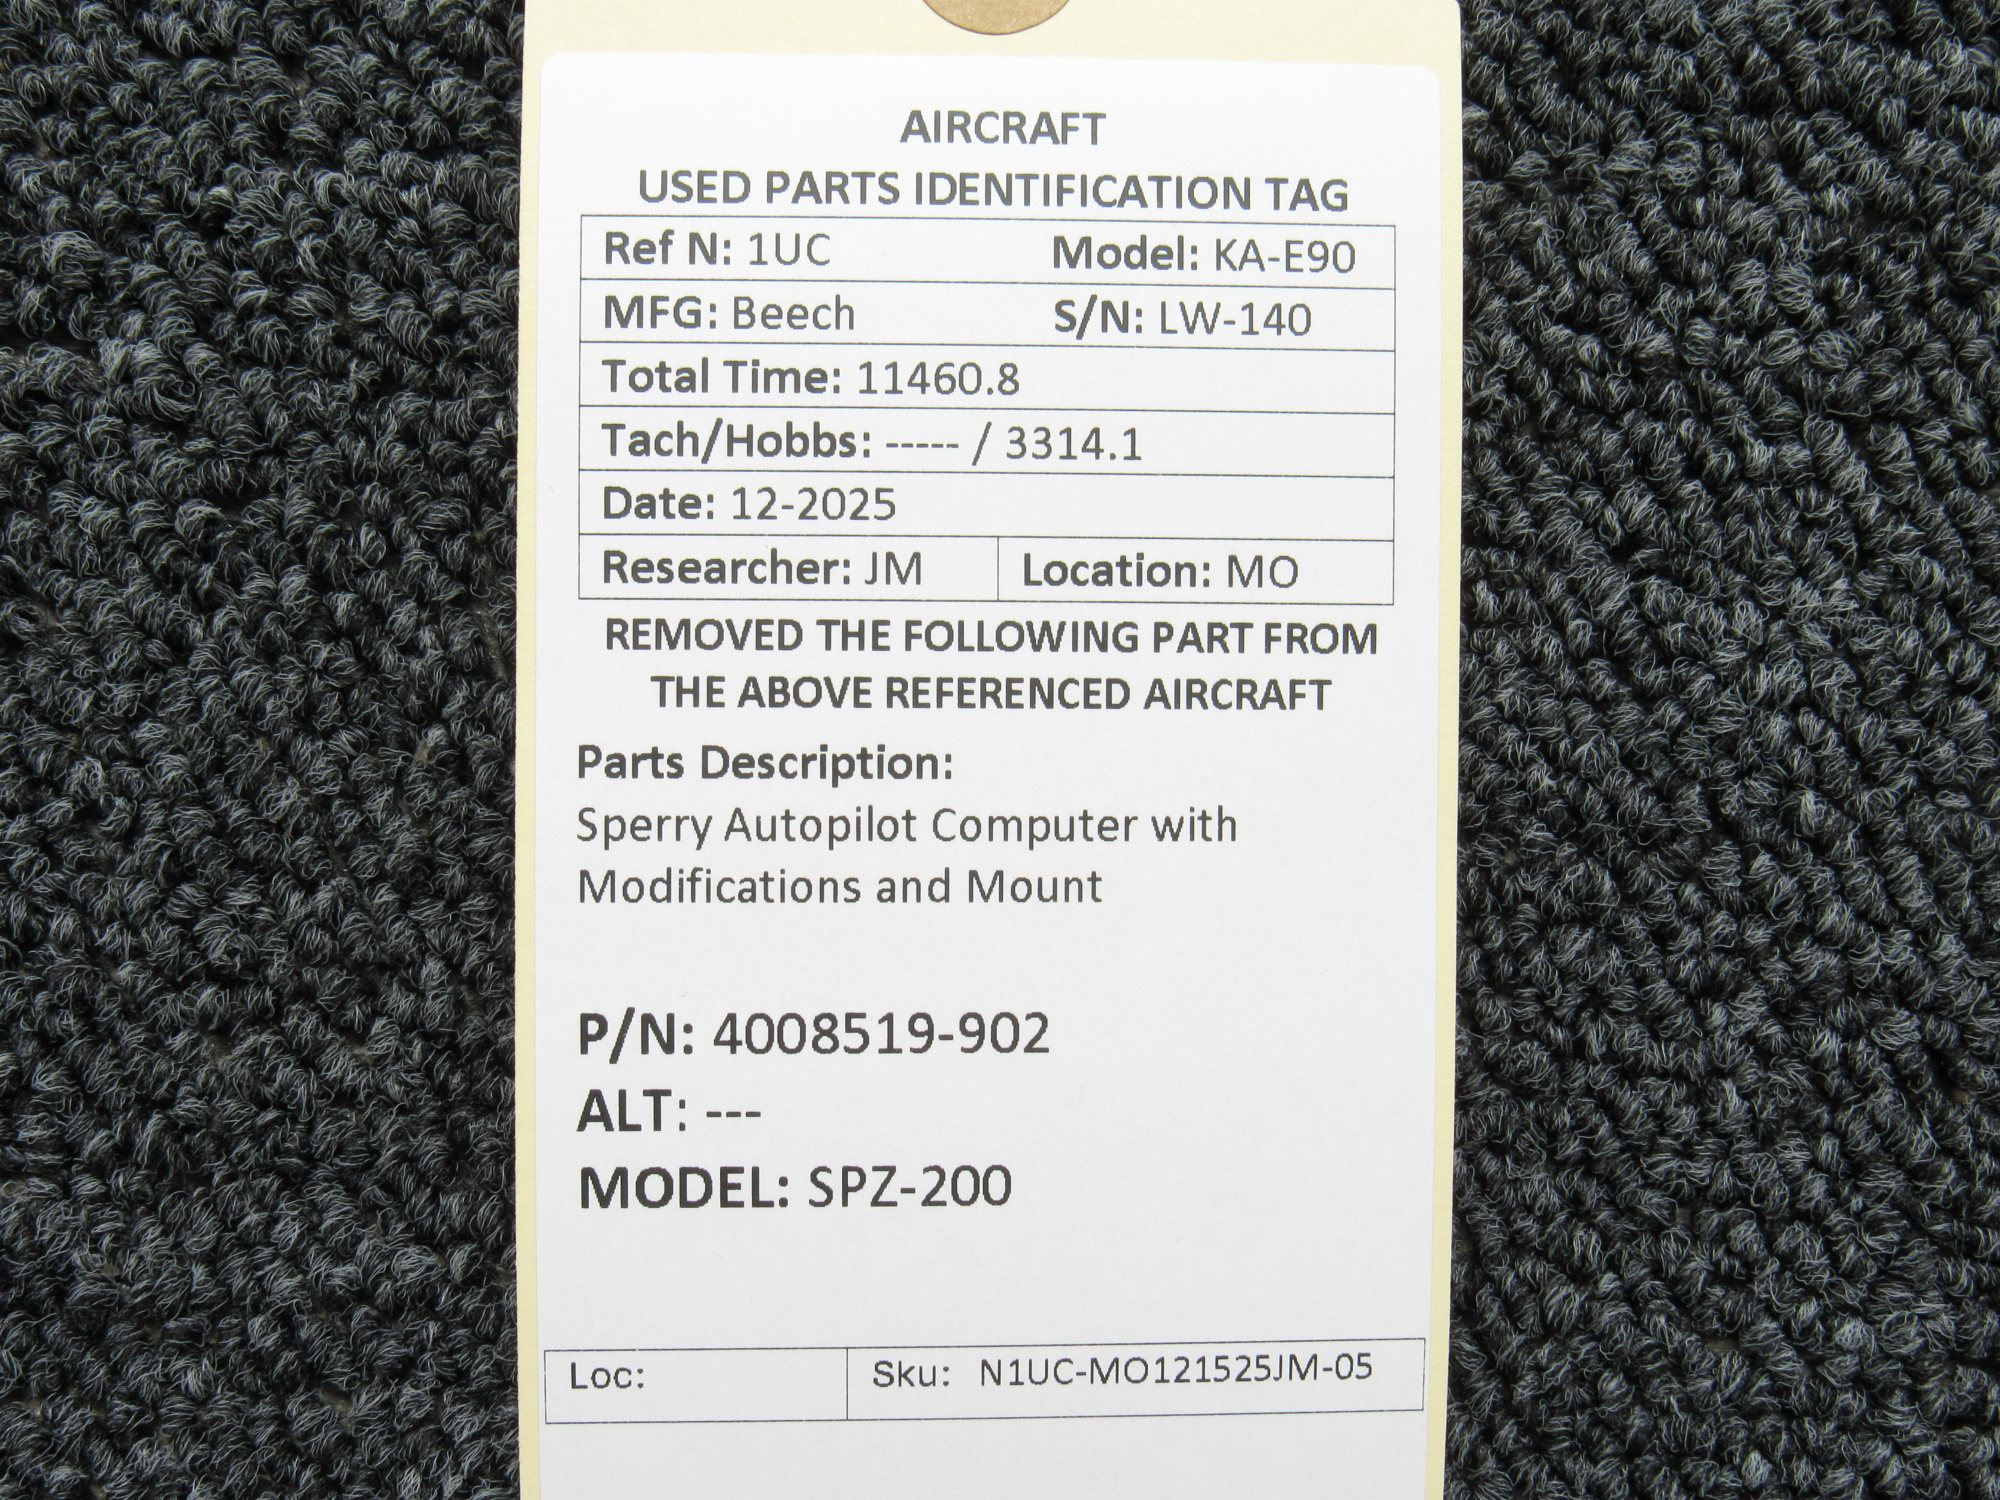 AIRCRAFT
USED PARTS IDENTIFICATION TAG
Ref N: 1UC Model: KA-E90
MFG: Beech S/N: LW-140
Total Time: 11460.8
Tach/Hobbs: ----- / 3314.1
Date: 12-2025
Researcher: JM Location: MO
REMOVED THE FOLLOWING PART FROM
THE ABOVE REFERENCED AIRCRAFT
Parts Description:
Sperry Autopilot Computer with
Modifications and Mount
P/N: 4008519-902
ALT: ---
MODEL: SPZ-200
Loc: Sku: N1UC-MO121525JM-05